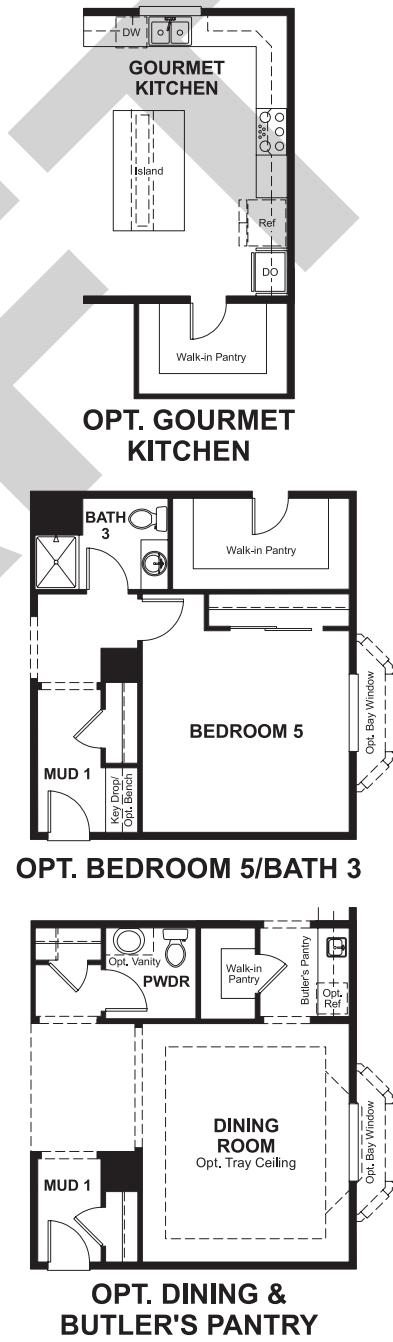 DW
GOURMET
KITCHEN
Island
Ref
DO
Walk-in Pantry
OPT. GOURMET
KITCHEN
BATH
3
Walk-in Pantry
BEDROOM 5
Opt. Bay Window
MUD 1
Key Drop/
Opt. Bench
OPT. BEDROOM 5/BATH 3
Opt. Vanity
PWDR
Walk-in
Pantry
Butler's Pantry
Opt.
Ref
DINING
ROOM
Opt. Tray Ceiling
Opt. Bay Window
MUD 1
OPT. DINING &
BUTLER'S PANTRY